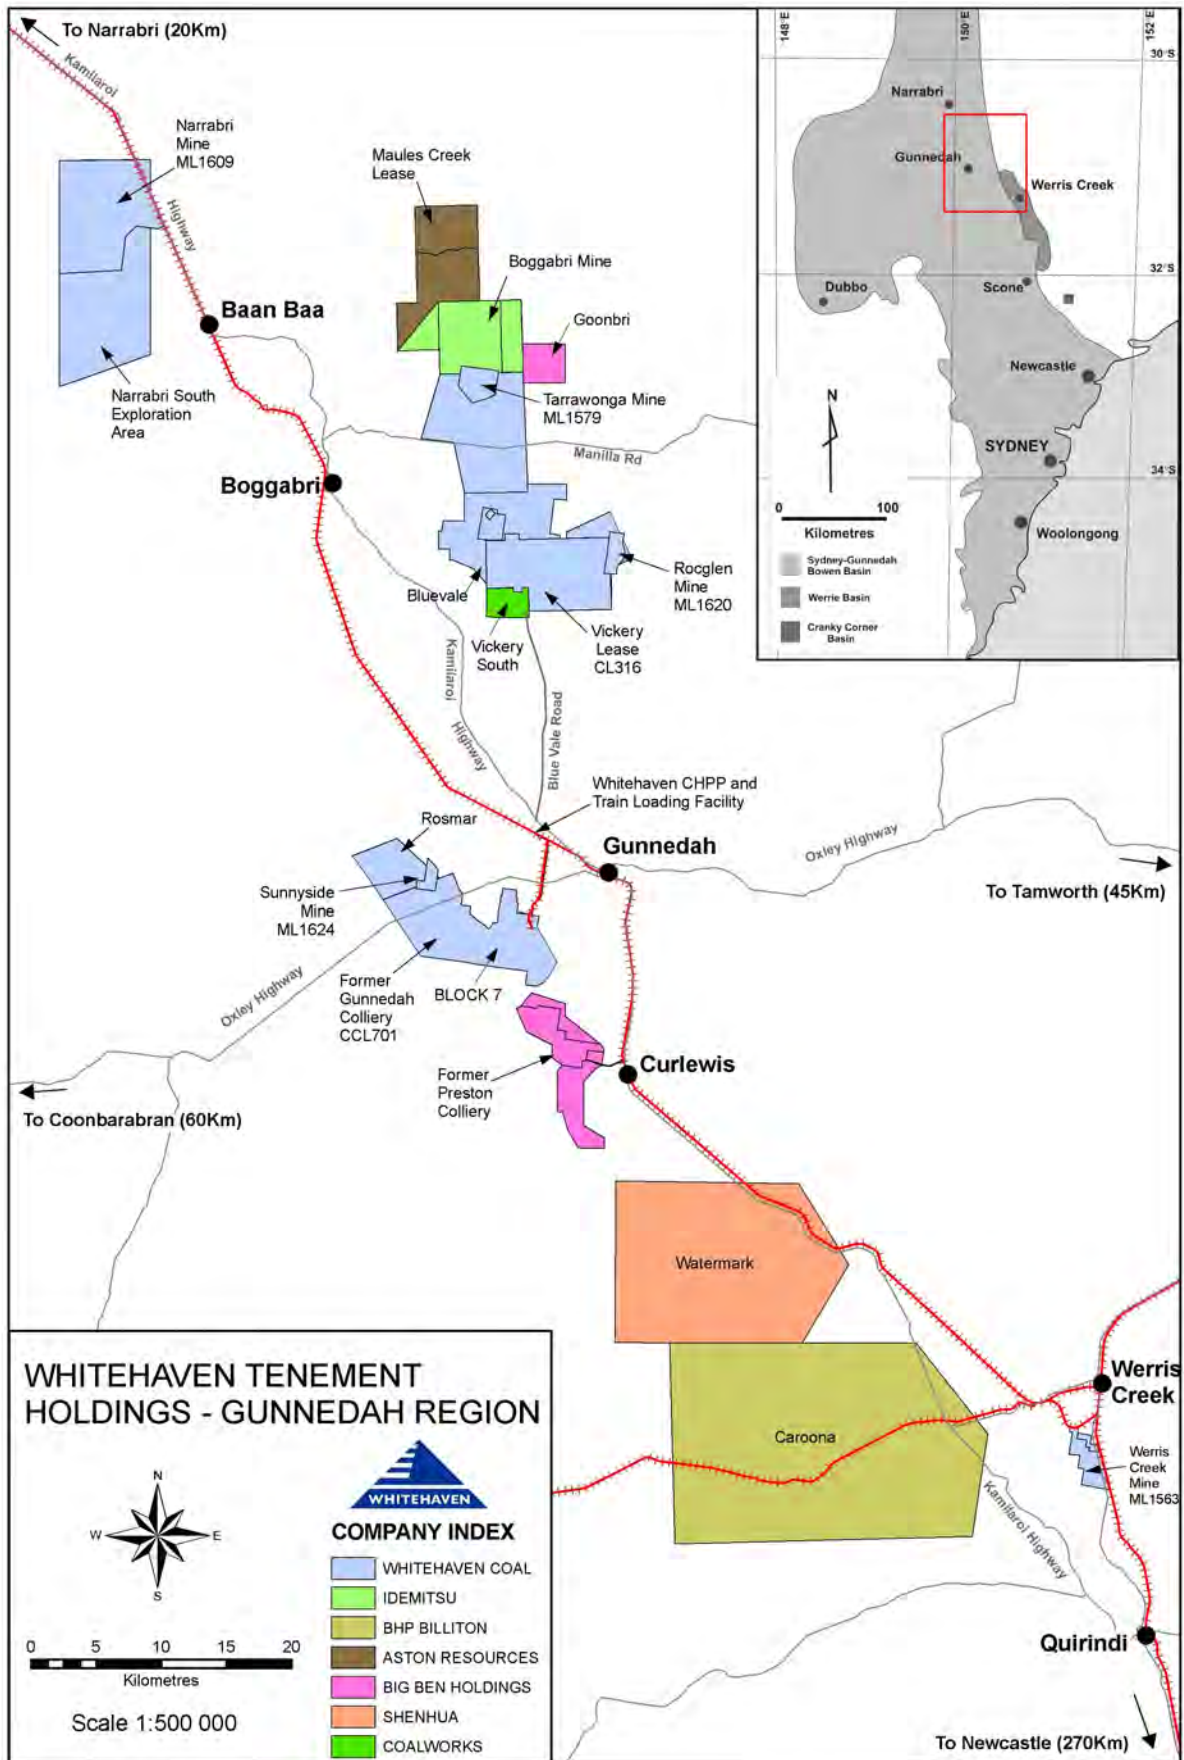 To Narrabri (20Km)
Kamilaroi
Highway
Narrabri
Mine
ML1609
Baan Baa
Narrabri South
Exploration
Area
Maules Creek
Lease
Boggabri Mine
Goonbri
Tarrawonga Mine
ML1579
Manilla Rd
Boggabri
Bluevale
Vickery
South
Vickery
Lease
CL316
Rocglen
Mine
ML1620
Kamilaroi
Highway
Blue Vale Road
Whitehaven CHPP and
Train Loading Facility
Rosmar
Gunnedah
Oxley Highway
To Tamworth (45Km)
Sunnyside
Mine
ML1624
Former
Gunnedah
Colliery
CCL701
BLOCK 7
Oxley Highway
Former
Preston
Colliery
Curlewis
To Coonbarabran (60Km)
Watermark
Caroona
Werris
Creek
Werris
Creek
Mine
ML1563
Kamilaroi Highway
Quirindi
To Newcastle (270Km)
148°E
150°E
152°E
30°S
Narrabri
Gunnedah
Werris Creek
32°S
Dubbo
Scone
Newcastle
N
SYDNEY
34°S
0 100
Kilometres
Woolongong
Sydney-Gunnedah
Bowen Basin
Werrie Basin
Cranky Corner
Basin
WHITEHAVEN TENEMENT
HOLDINGS - GUNNEDAH REGION
N
W E
S
WHITEHAVEN
COMPANY INDEX
WHITEHAVEN COAL
IDEMITSU
BHP BILLITON
ASTON RESOURCES
BIG BEN HOLDINGS
SHENHUA
COALWORKS
0 5 10 15 20
Kilometres
Scale 1:500 000